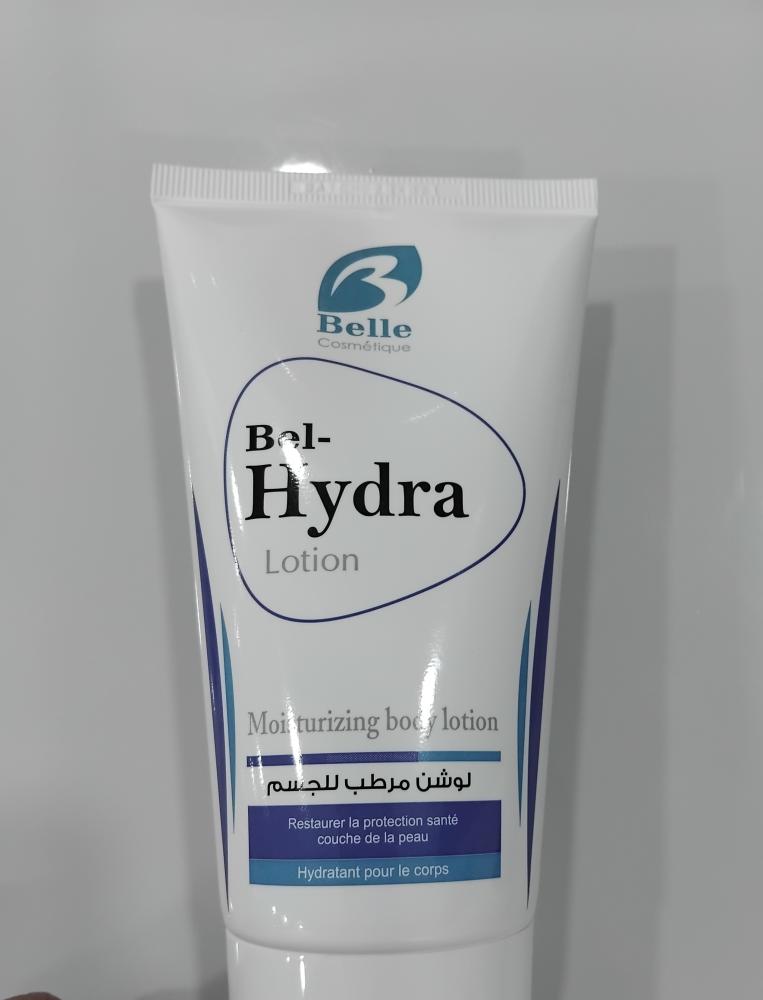 Belle
Cosmétique
Bel-
Hydra
Lotion
Moisturizing body lotion
لوشن مرطب للجسم
Restaurer la protection santé
couche de la peau
Hydratant pour le corps